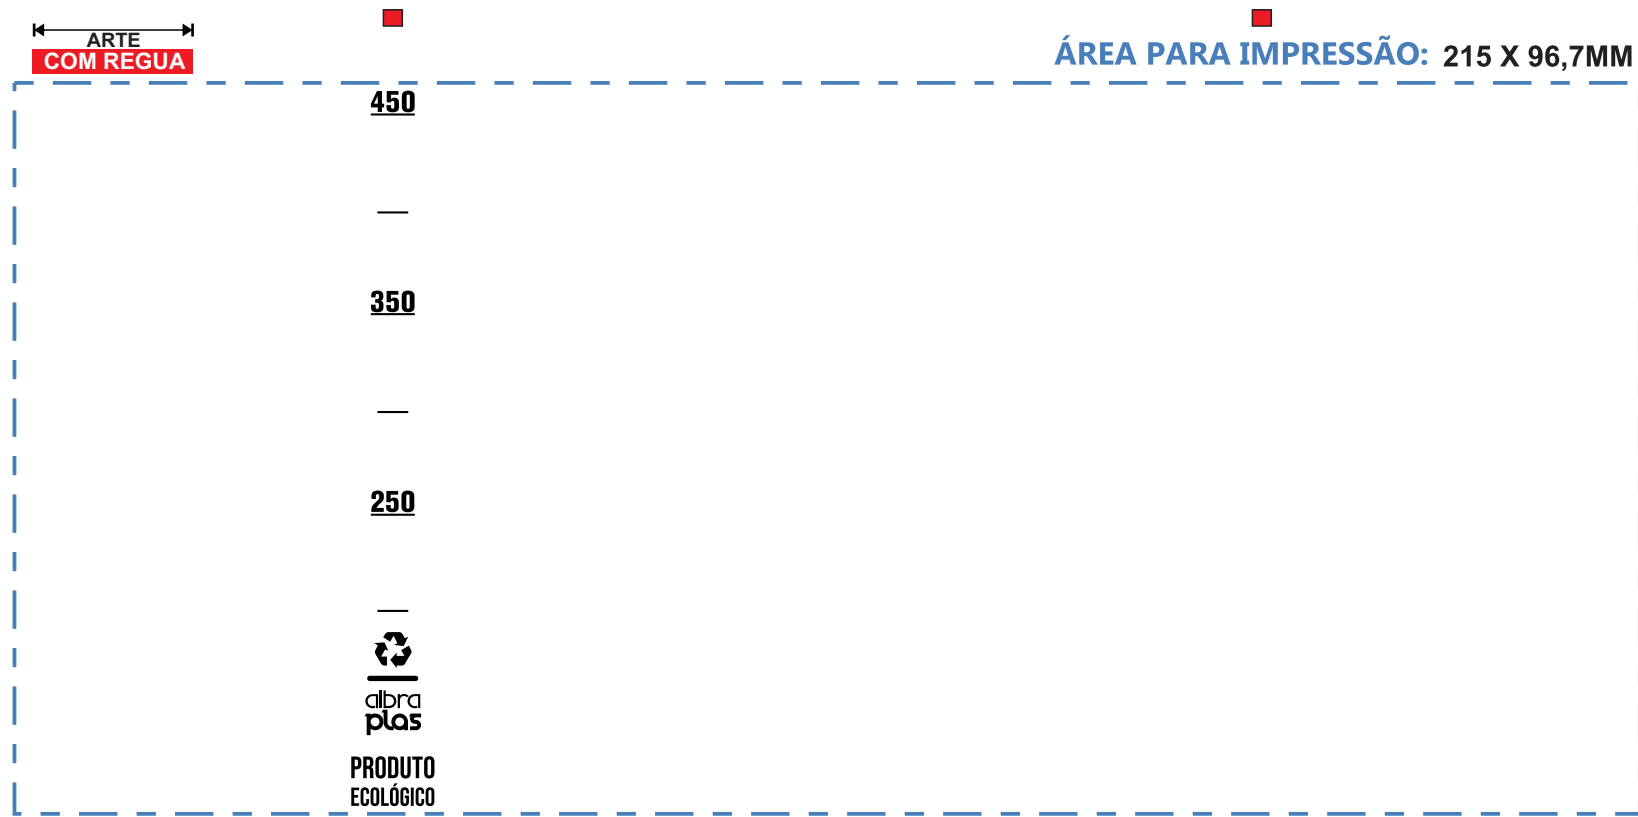 ARTE
COM REGUA
ÁREA PARA IMPRESSÃO: 215 X 96,7MM
450
350
250
albra
plas
PRODUTO
ECOLÓGICO